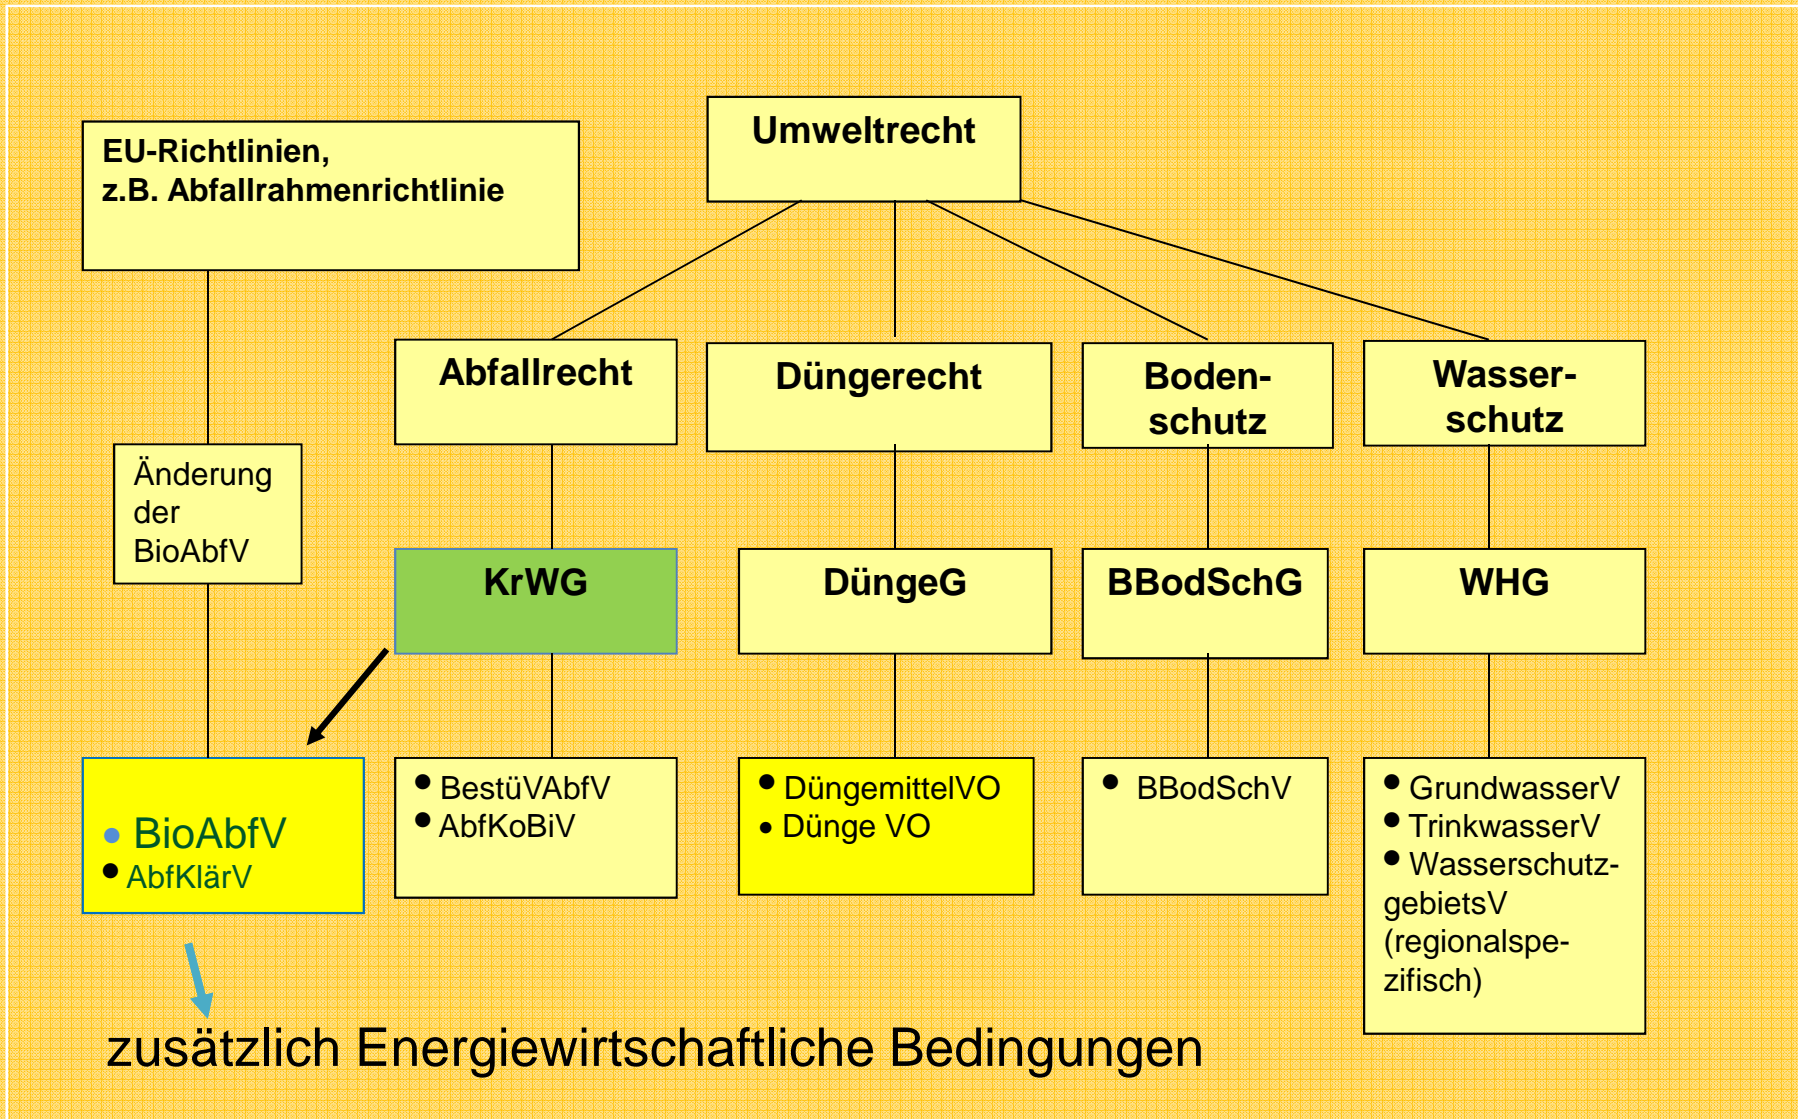 Umweltrecht
EU-Richtlinien,
z.B. Abfallrahmenrichtlinie
Abfallrecht
Düngerecht
Boden-
schutz
Wasser-
schutz
Änderung
der
BioAbfV
KrWG
DüngeG
BBodSchG
WHG
• BioAbfV
• AbfKlärV
• BestüVAbfV
• AbfKoBiV
• DüngemittelVO
• Dünge VO
• BBodSchV
• GrundwasserV
• TrinkwasserV
• Wasserschutz-
gebietsV
(regionalspe-
zifisch)
zusätzlich Energiewirtschaftliche Bedingungen